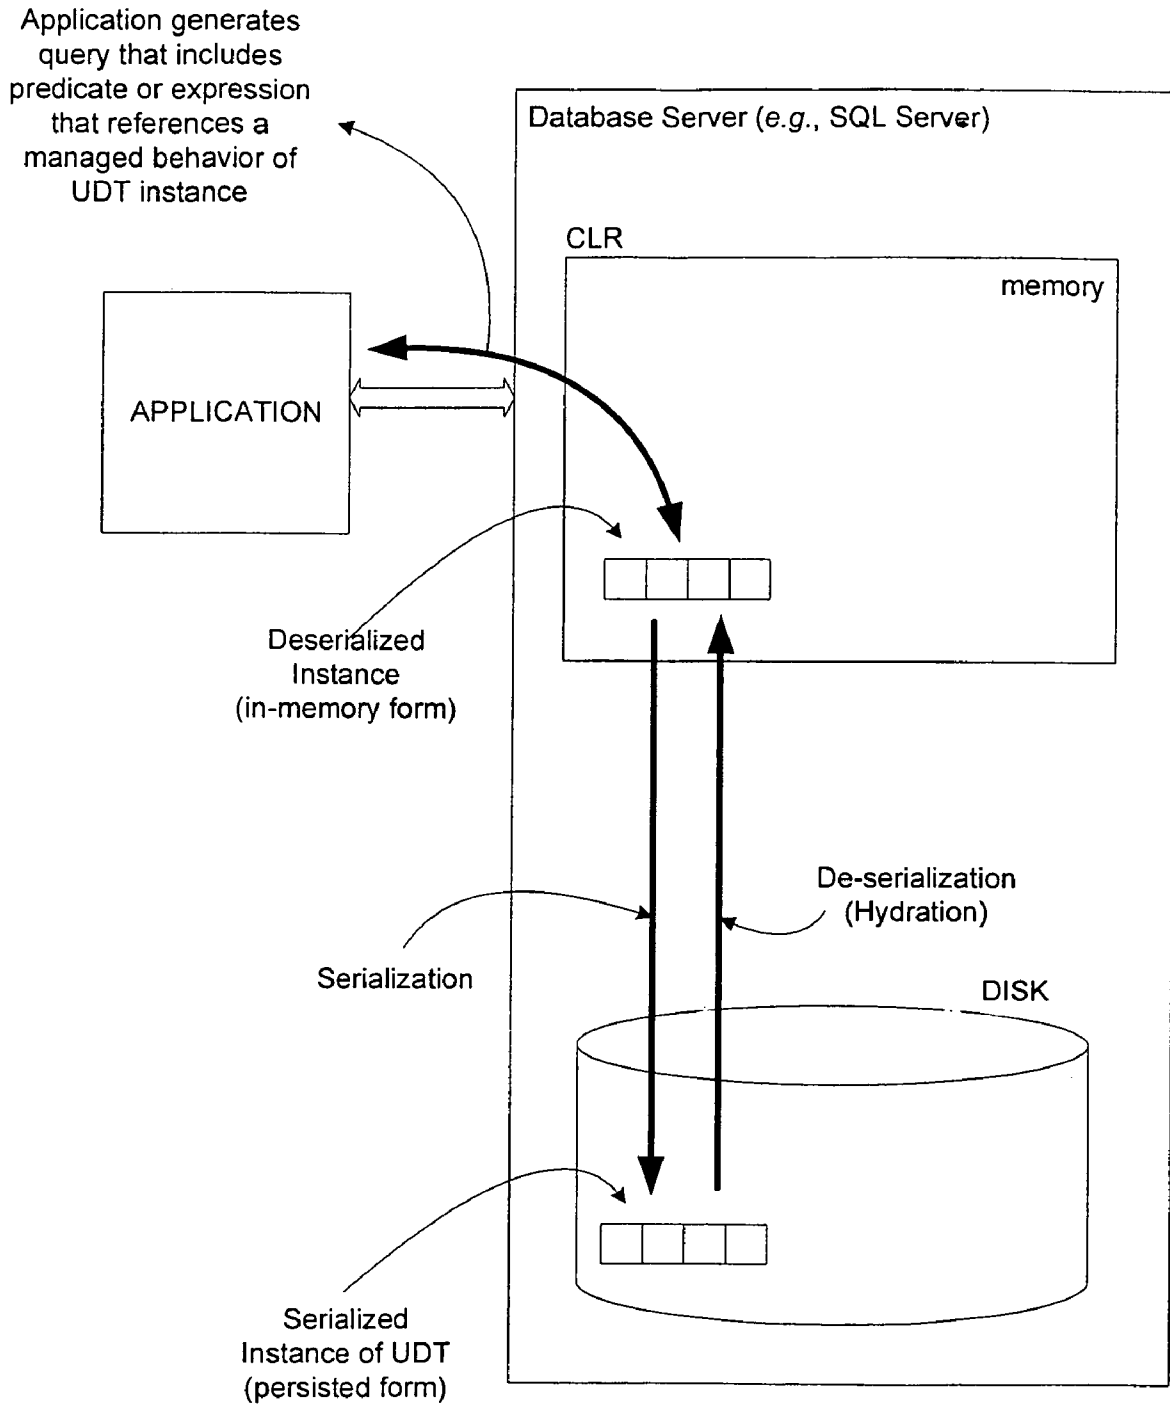 Application generates
query that includes
predicate or expression
that references a
managed behavior of
UDT instance
Database Server (e.g., SQL Server)
CLR
memory
APPLICATION
Deserialized
Instance
(in-memory form)
De-serialization
(Hydration)
Serialization
DISK
Serialized
Instance of UDT
(persisted form)